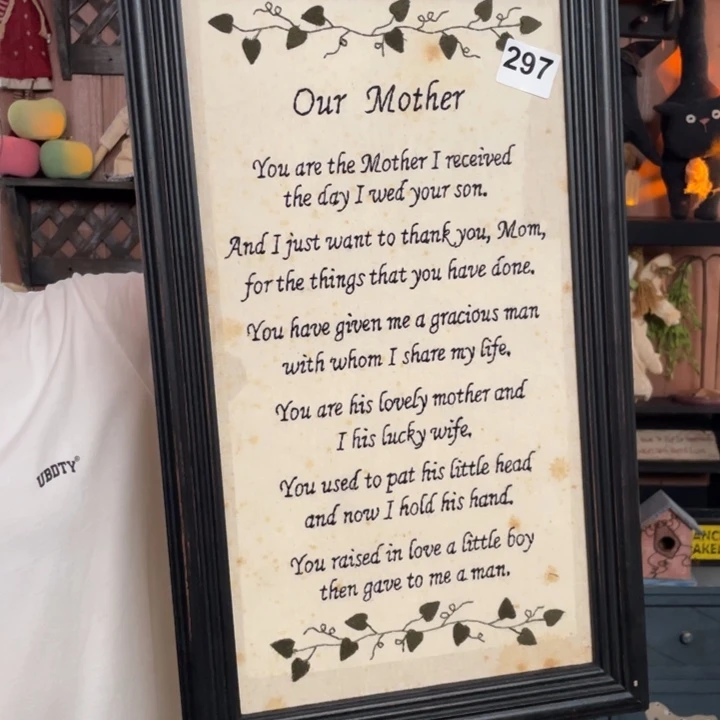 297
Our Mother
You are the Mother I received
the day I wed your son.
And I just want to thank you, Mom,
for the things that you have done.
You have given me a gracious man
with whom I share my life.
You are his lovely mother and
I his lucky wife.
You used to pat his little head
and now I hold his hand.
You raised in love a little boy
then gave to me a man.
UBDTY®